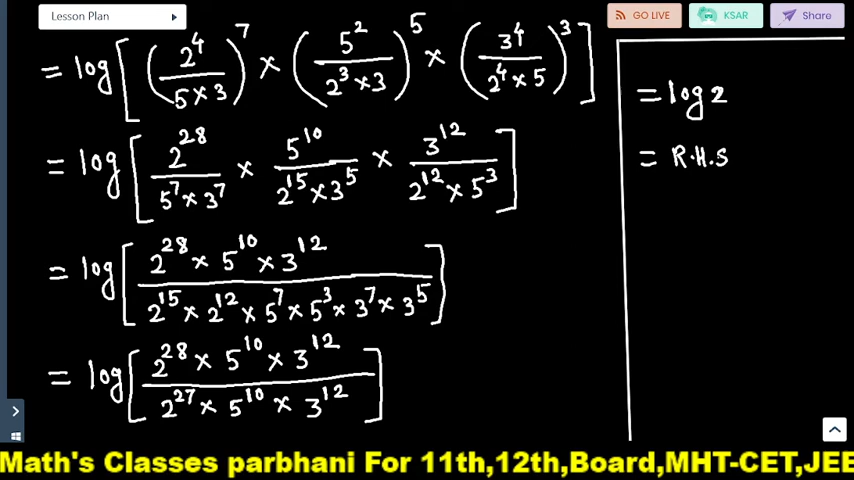 Lesson Plan
GO LIVE
KSAR
Share
= log[(2⁴/(5×3))⁷ × (5²/(2³×3))⁵ × (3⁴/(2⁴×5))³]
= log[2²⁸/(5⁷×3⁷) × 5¹⁰/(2¹⁵×3⁵) × 3¹²/(2¹²×5³)]
= log[(2²⁸×5¹⁰×3¹²)/(2¹⁵×2¹²×5⁷×5³×3⁷×3⁵)]
= log[(2²⁸×5¹⁰×3¹²)/(2²⁷×5¹⁰×3¹²)]
= log 2
= R.H.S
Math's Classes parbhani For 11th,12th,Board,MHT-CET,JEE